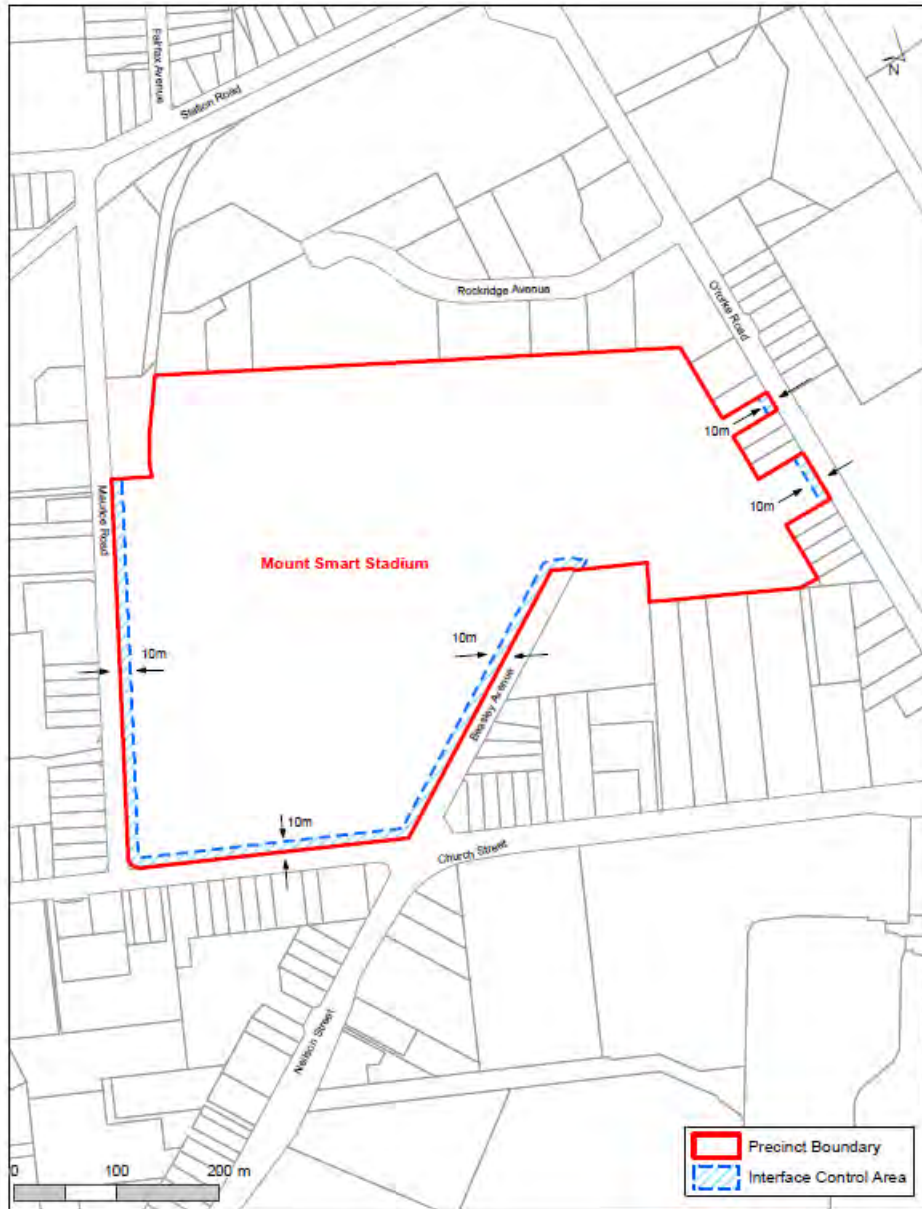 Fairfax Avenue
Station Road
N
Rockridge Avenue
O'rorke Road
10m
10m
Maurice Road
Mount Smart Stadium
10m
10m
Beasley Avenue
10m
Church Street
Neilson Street
Precinct Boundary
Interface Control Area
0 100 200 m